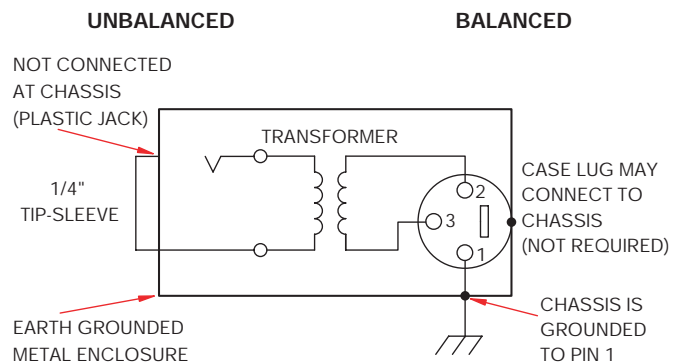 UNBALANCED
BALANCED
NOT CONNECTED
AT CHASSIS
(PLASTIC JACK)
TRANSFORMER
1/4"
TIP-SLEEVE
2
3
1
CASE LUG MAY
CONNECT TO
CHASSIS
(NOT REQUIRED)
EARTH GROUNDED
METAL ENCLOSURE
CHASSIS IS
GROUNDED
TO PIN 1